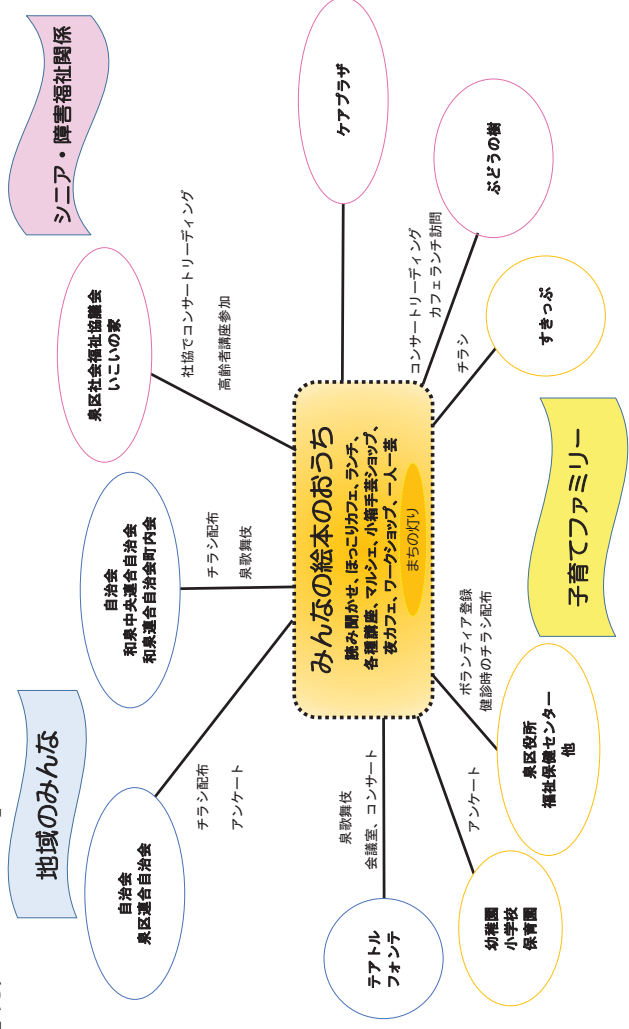 地域のみんな
シニア・障害福祉関係
自治会
泉区連合自治会
自治会
和泉中央連合自治会
和泉連合自治会町内会
泉区社会福祉協議会
いこいの家
チラシ配布
アンケート
チラシ配布
泉歌舞伎
社協でコンサートリーディング
高齢者講座参加
テアトル
フォンテ
泉歌舞伎
会議室、コンサート
みんなの絵本のおうち
読み聞かせ、ほっこりカフェ、ランチ、
各種講座、マルシェ、小箱手芸ショップ、
夜カフェ、ワークショップ、一人一芸
まちの灯り
ケアプラザ
コンサートリーディング
カフェランチ訪問
ぶどうの樹
チラシ
すきっぷ
アンケート
幼稚園
小学校
保育園
ボランティア登録
健診時のチラシ配布
泉区役所
福祉保健センター
他
子育てファミリー